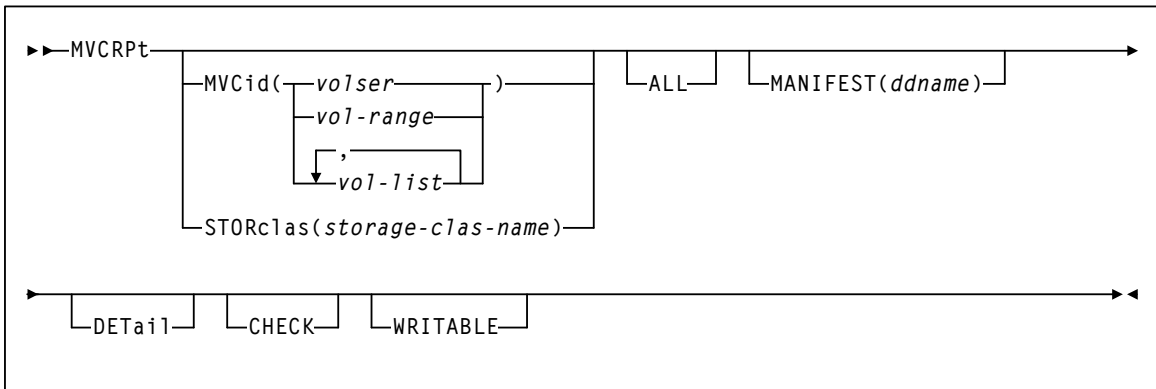 MVCRPt
MVCid( volser )
ALL
MANIFEST(ddname)
vol-range
,
vol-list
STORclas(storage-clas-name)
DETail
CHECK
WRITABLE